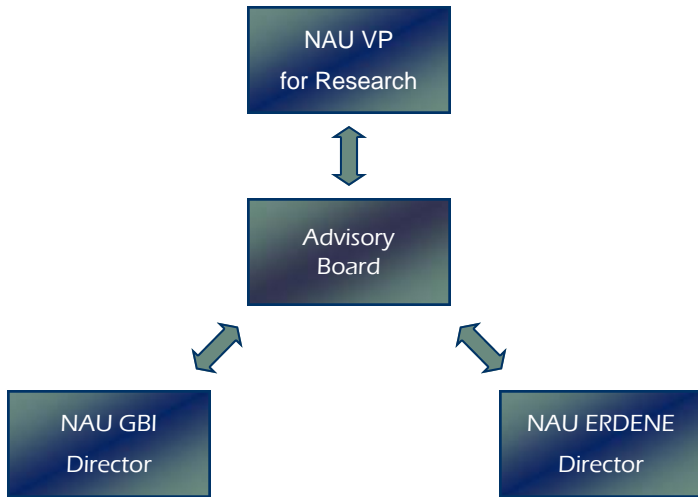 NAU VP
for Research
Advisory
Board
NAU GBI
Director
NAU ERDENE
Director